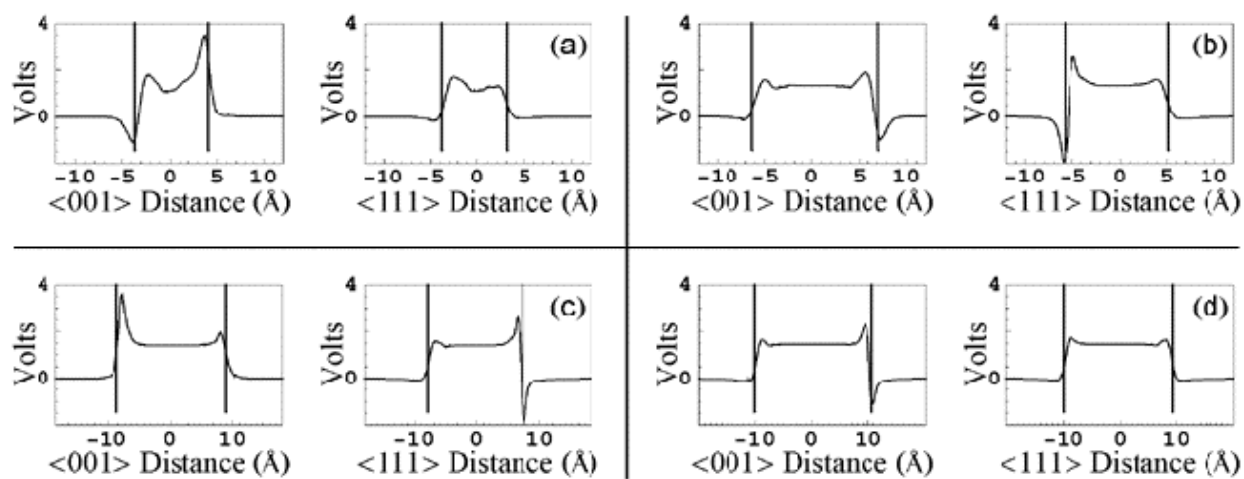 4 4 (a) 4 4 (b)
Volts Volts Volts Volts
0 0 0 0
-10 -5 0 5 10 -10 -5 0 5 10 -10 -5 0 5 10 -10 -5 0 5 10
<001> Distance (Å) <111> Distance (Å) <001> Distance (Å) <111> Distance (Å)
4 4 (c) 4 4 (d)
Volts Volts Volts Volts
0 0 0 0
-10 0 10 -10 0 10 -10 0 10 -10 0 10
<001> Distance (Å) <111> Distance (Å) <001> Distance (Å) <111> Distance (Å)